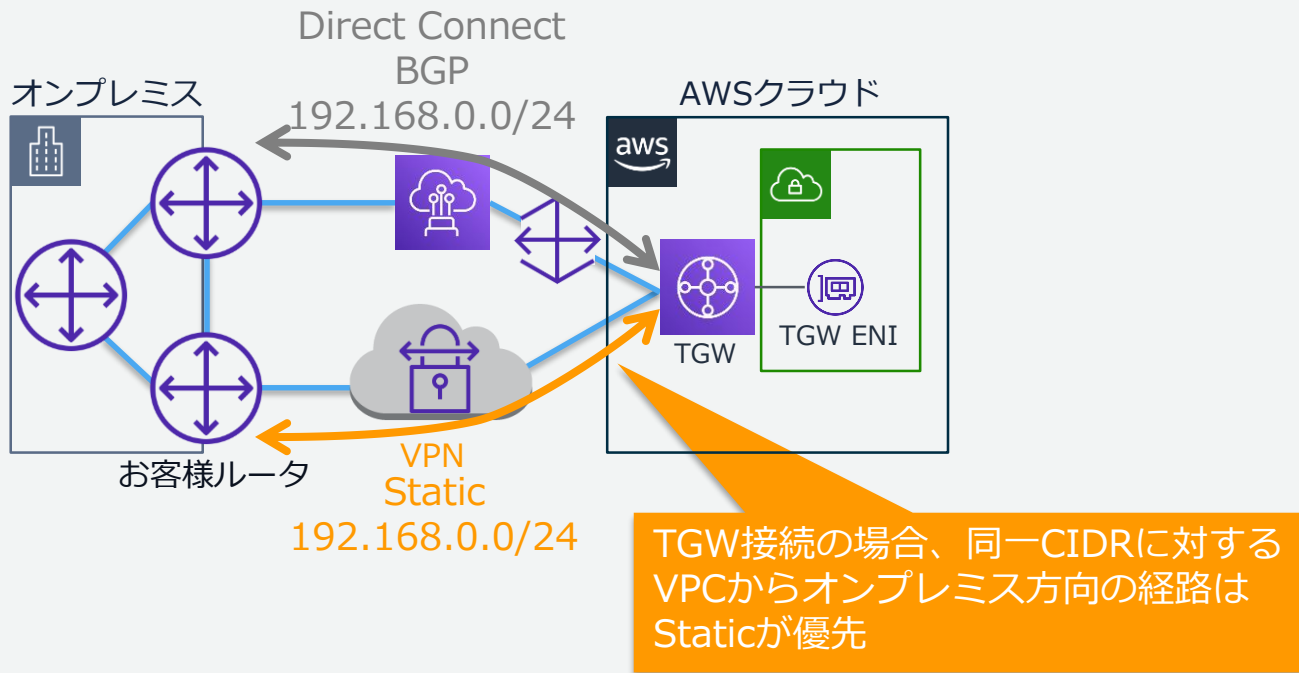 Direct Connect
BGP
192.168.0.0/24
オンプレミス
AWSクラウド
aws
TGW
TGW ENI
お客様ルータ
VPN
Static
192.168.0.0/24
TGW接続の場合、同一CIDRに対する
VPCからオンプレミス方向の経路は
Staticが優先